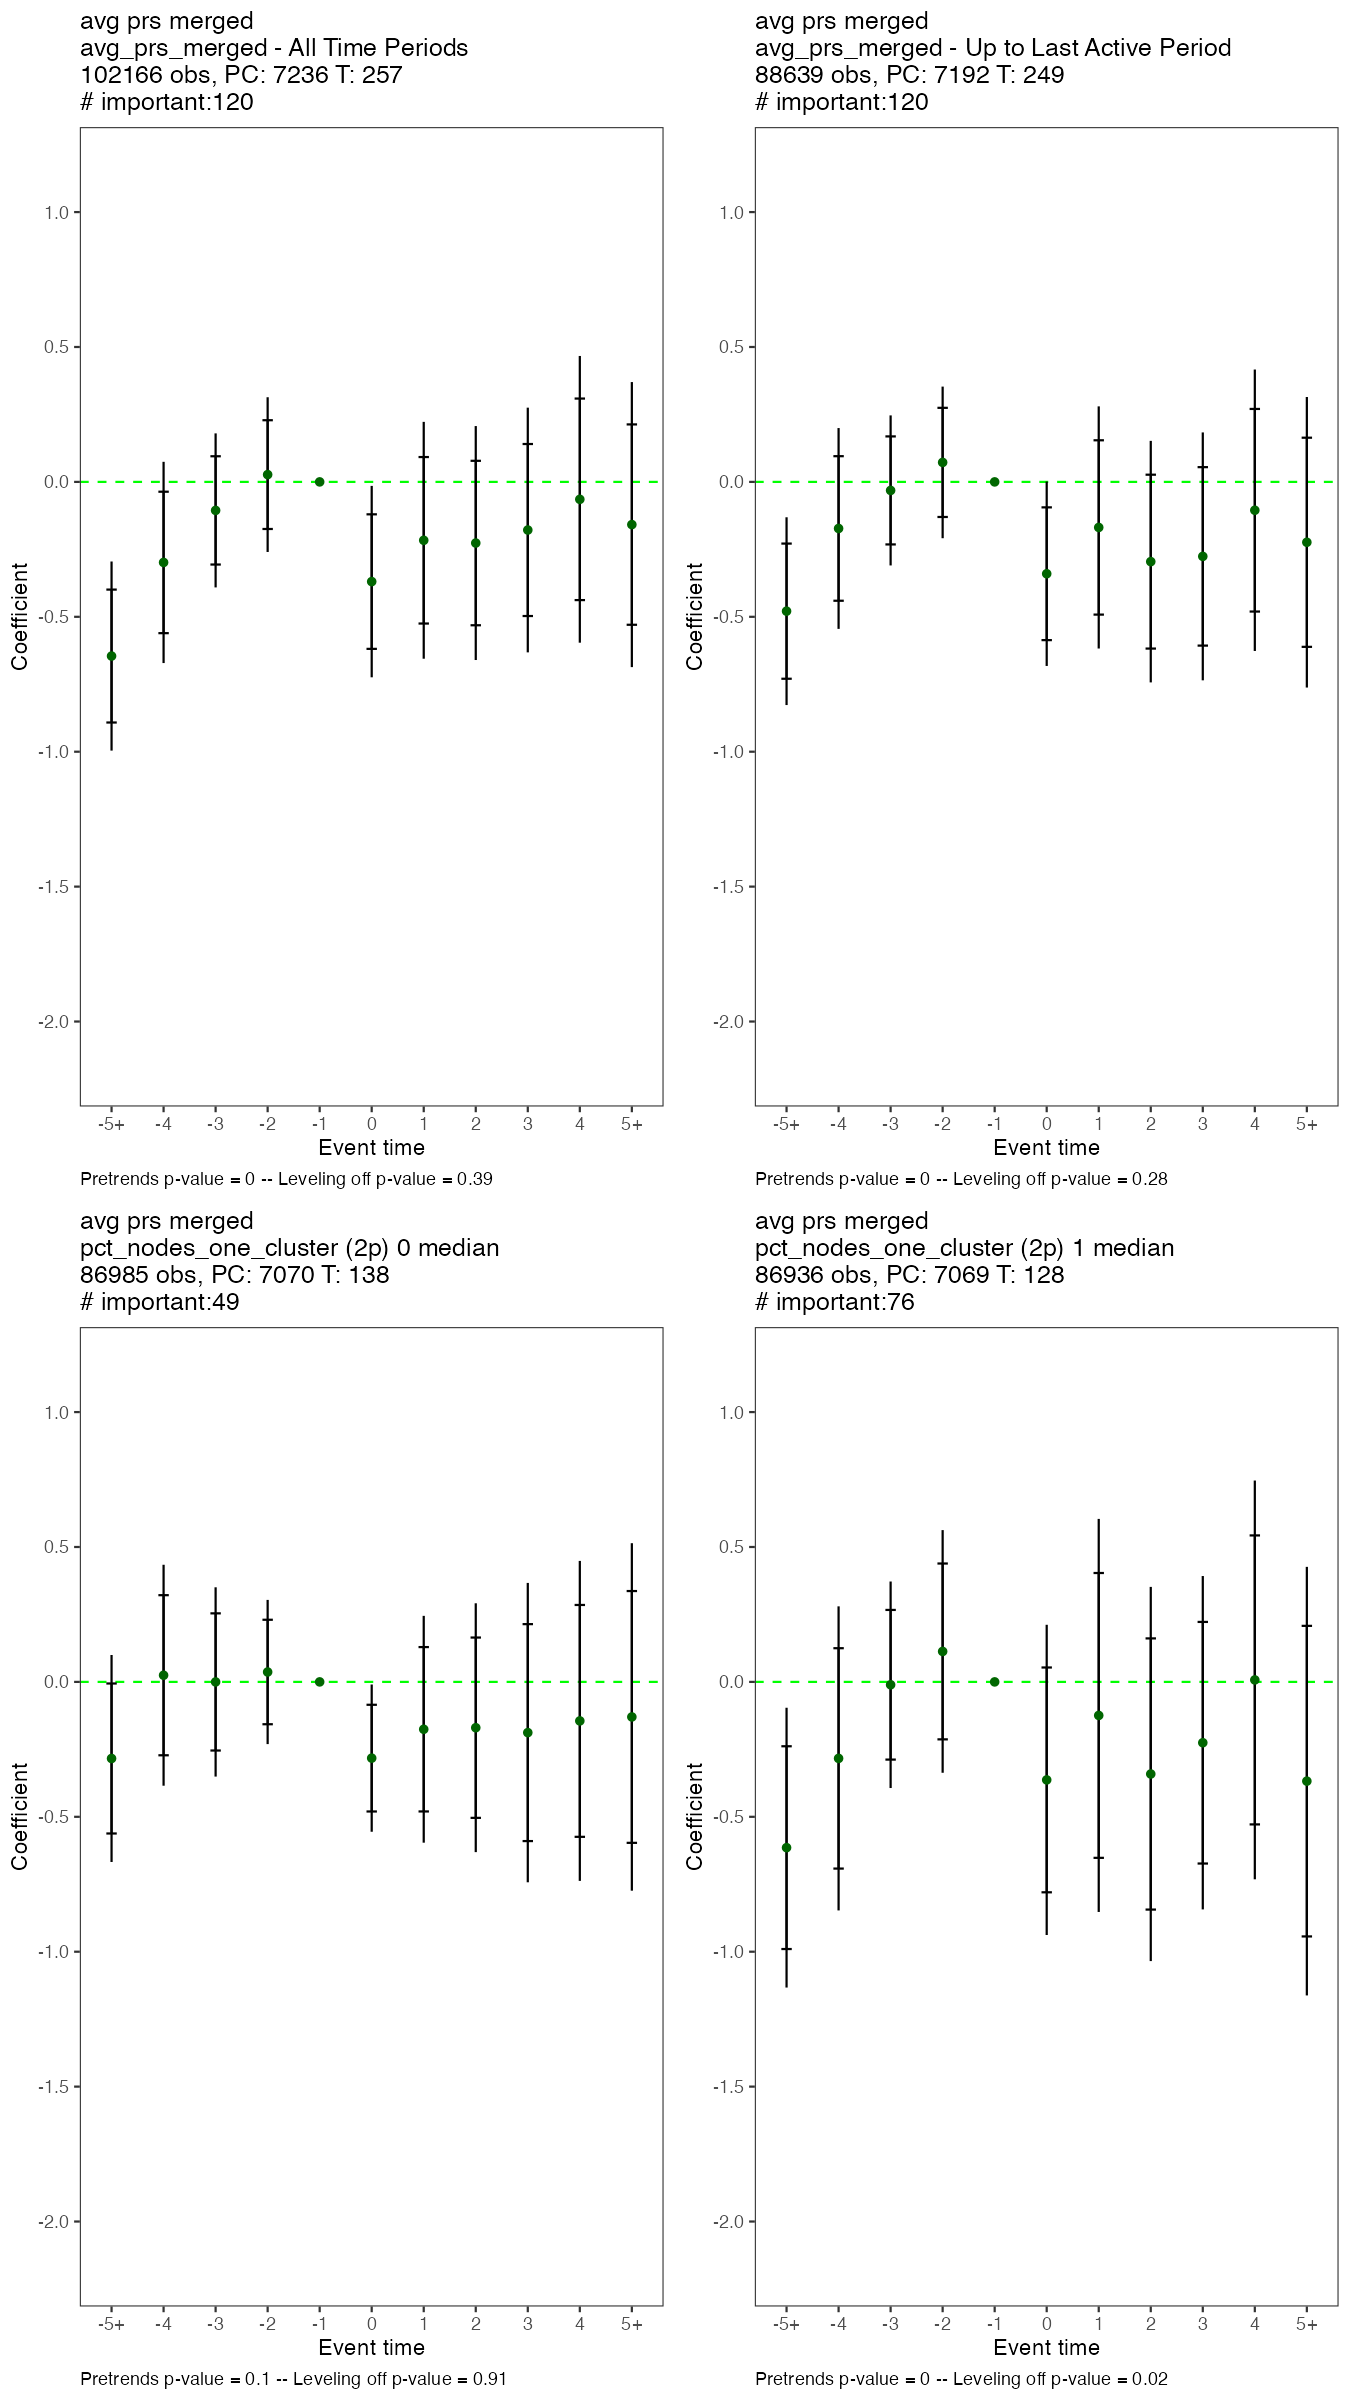 avg prs merged
avg_prs_merged - All Time Periods
102166 obs, PC: 7236 T: 257
# important:120
1.0
0.5
0.0
-0.5
-1.0
-1.5
-2.0
Coefficient
-5+ -4 -3 -2 -1 0 1 2 3 4 5+
Event time
Pretrends p-value = 0 -- Leveling off p-value = 0.39
avg prs merged
avg_prs_merged - Up to Last Active Period
88639 obs, PC: 7192 T: 249
# important:120
1.0
0.5
0.0
-0.5
-1.0
-1.5
-2.0
Coefficient
-5+ -4 -3 -2 -1 0 1 2 3 4 5+
Event time
Pretrends p-value = 0 -- Leveling off p-value = 0.28
avg prs merged
pct_nodes_one_cluster (2p) 0 median
86985 obs, PC: 7070 T: 138
# important:49
1.0
0.5
0.0
-0.5
-1.0
-1.5
-2.0
Coefficient
-5+ -4 -3 -2 -1 0 1 2 3 4 5+
Event time
Pretrends p-value = 0.1 -- Leveling off p-value = 0.91
avg prs merged
pct_nodes_one_cluster (2p) 1 median
86936 obs, PC: 7069 T: 128
# important:76
1.0
0.5
0.0
-0.5
-1.0
-1.5
-2.0
Coefficient
-5+ -4 -3 -2 -1 0 1 2 3 4 5+
Event time
Pretrends p-value = 0 -- Leveling off p-value = 0.02